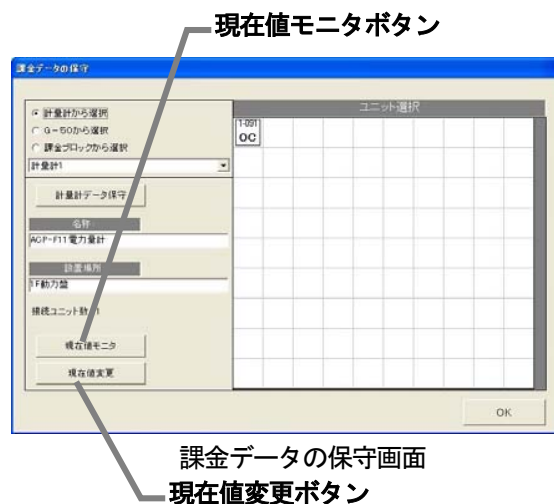 現在値モニタボタン
課金データの保守
計量計から選択
G-50から選択
課金ブロックから選択
計量計1
計量計データ保守
名称
AGP-F11電力量計
設置場所
1F動力盤
接続ユニット数 1
現在値モニタ
現在値変更
ユニット選択
1-091
OC
OK
課金データの保守画面
現在値変更ボタン